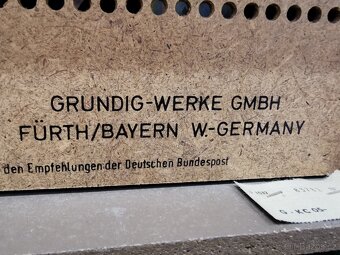 GRUNDIG-WERKE GMBH
FÜRTH/BAYERN W.-GERMANY
den Empfehlungen der Deutschen Bundespost